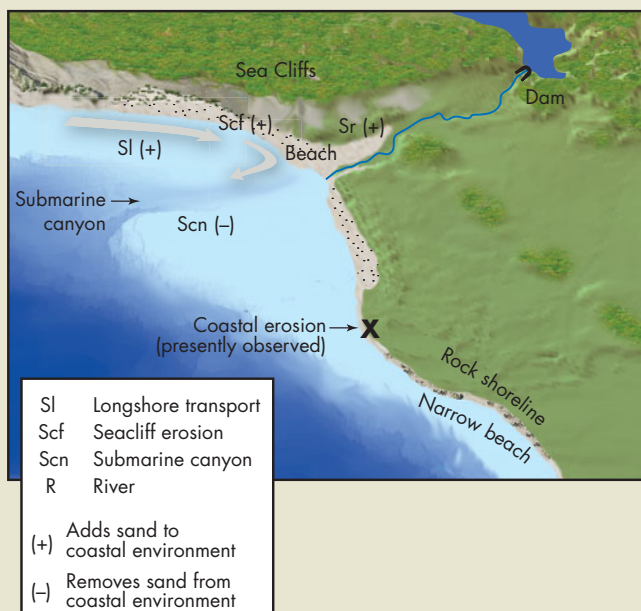 Sea Cliffs
Dam
Scf (+)
Sr (+)
Sl (+)
Beach
Submarine
canyon
Scn (–)
Coastal erosion
(presently observed)
X
Rock shoreline
Narrow beach
Sl Longshore transport
Scf Seacliff erosion
Scn Submarine canyon
R River
(+) Adds sand to
coastal environment
(–) Removes sand from
coastal environment